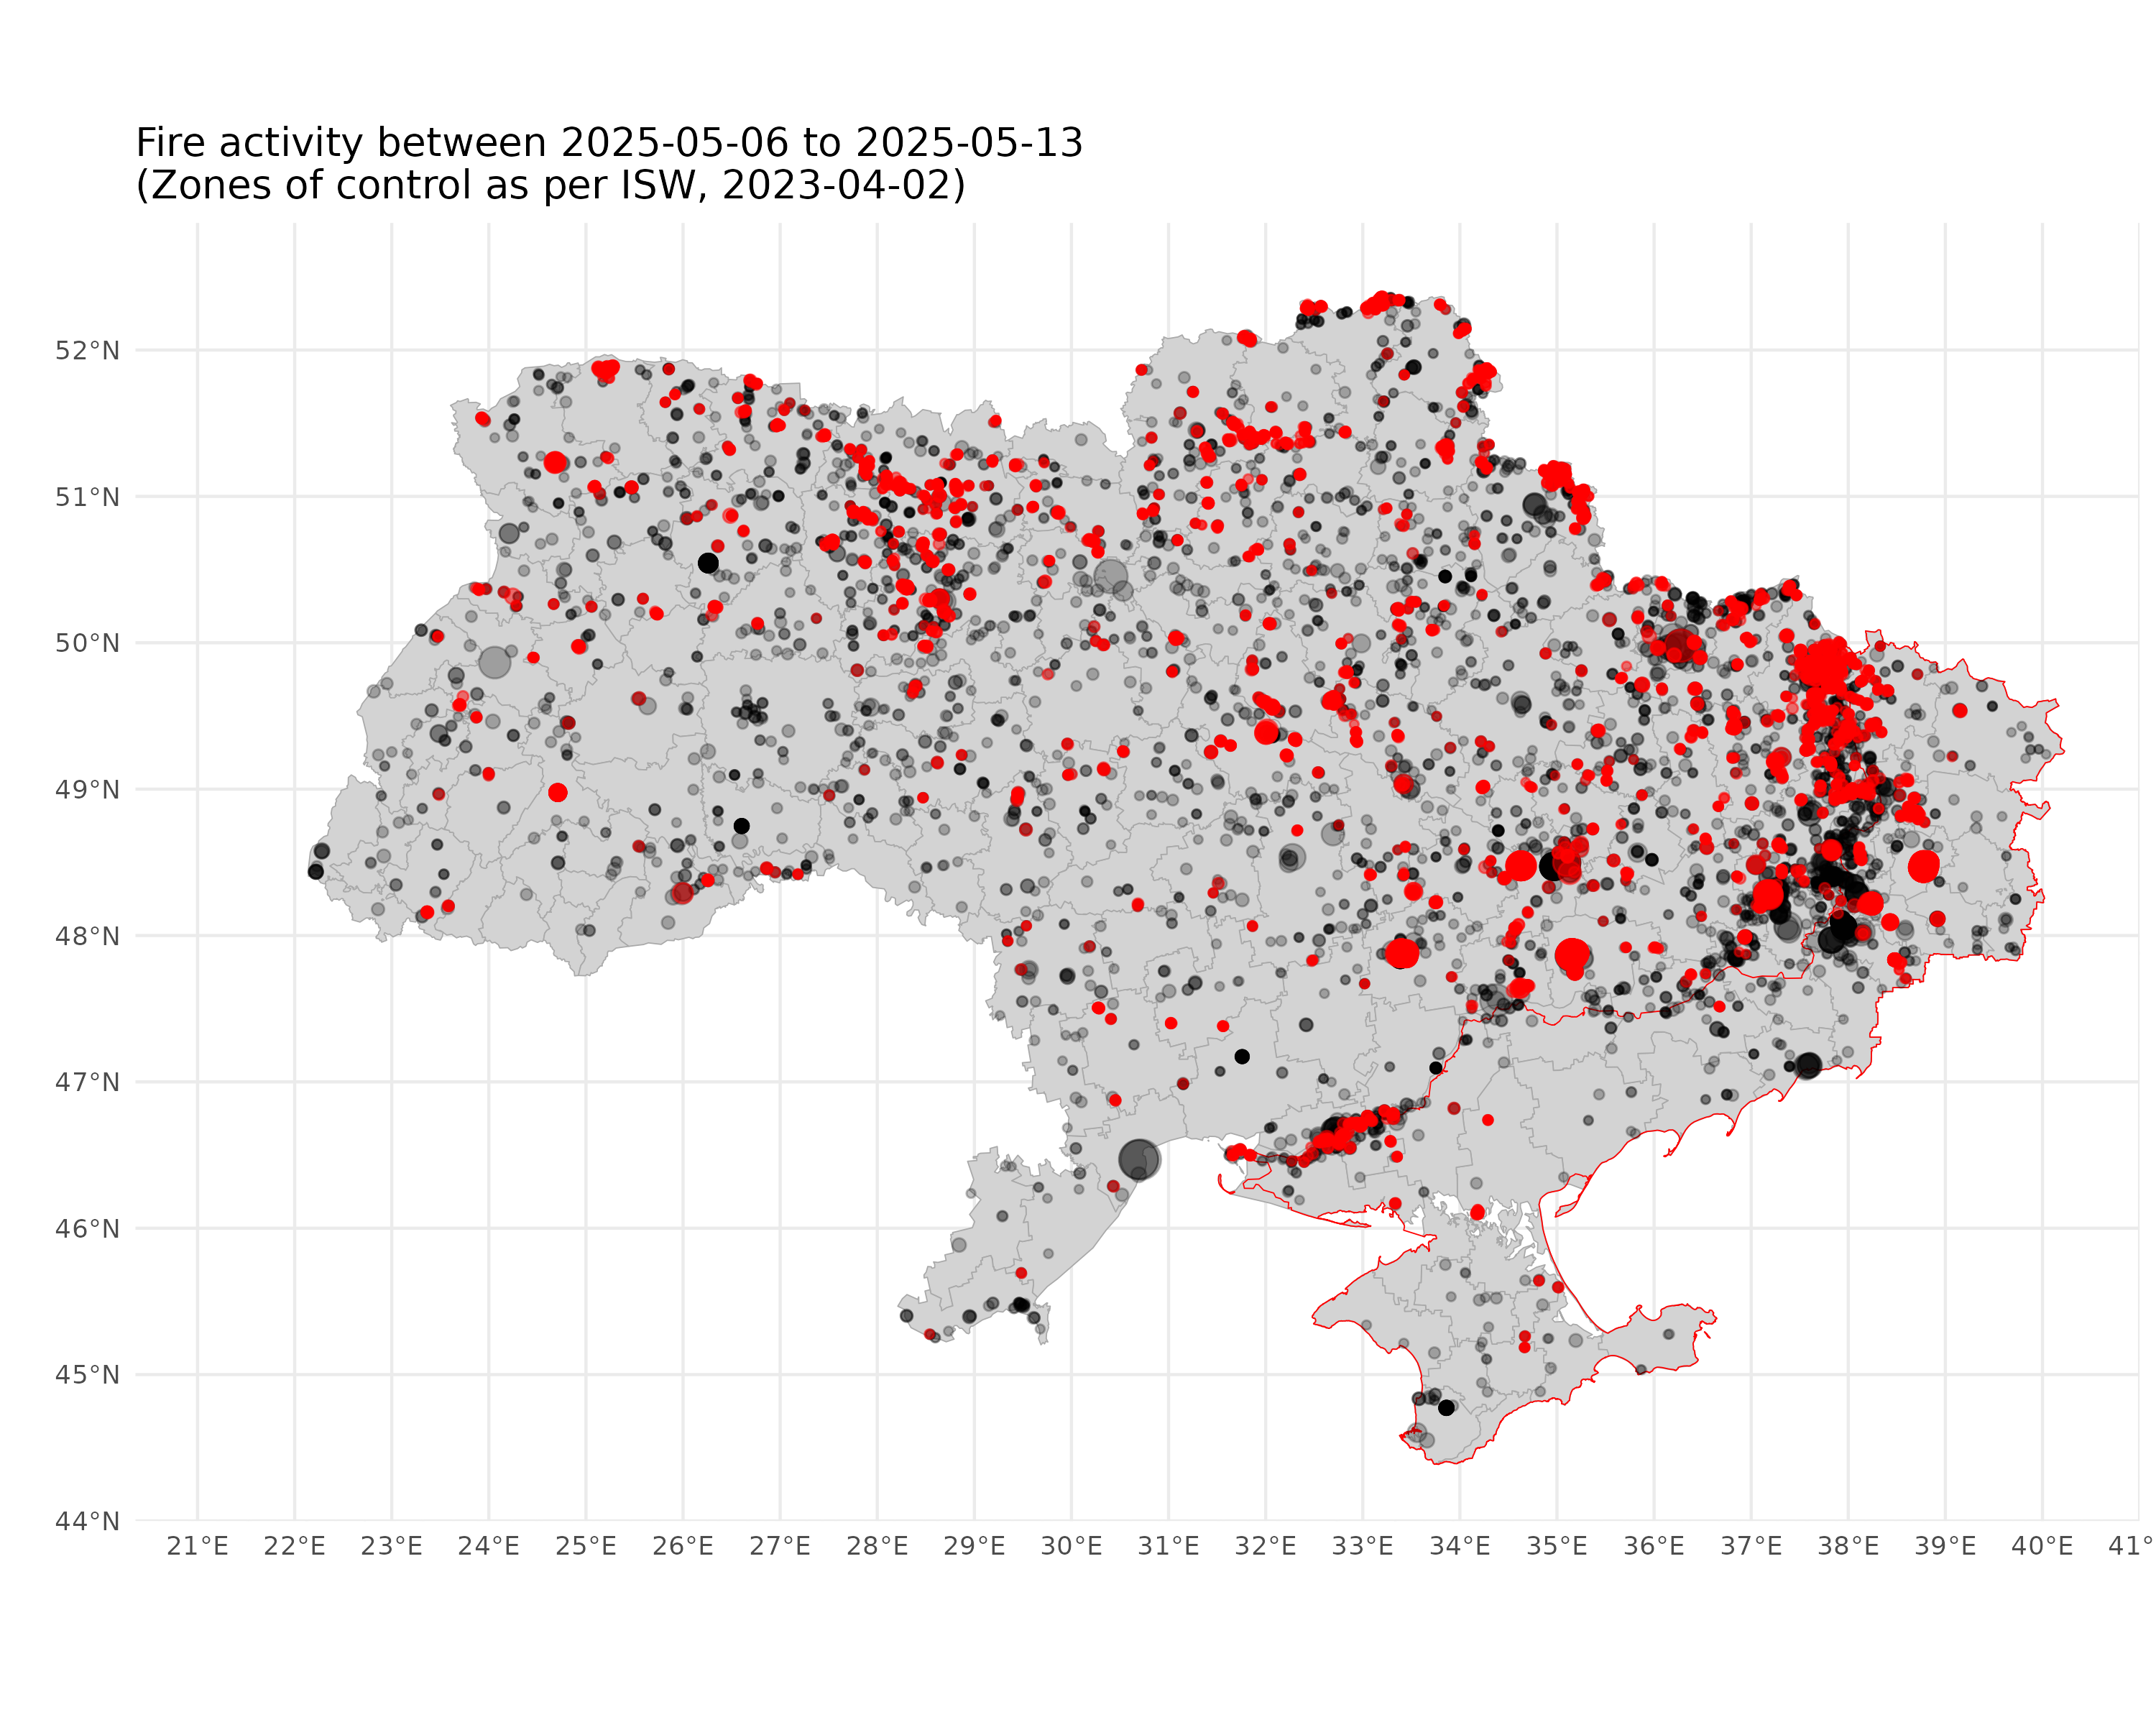 Fire activity between 2025-05-06 to 2025-05-13
(Zones of control as per ISW, 2023-04-02)
52°N
51°N
50°N
49°N
48°N
47°N
46°N
45°N
44°N
21°E 22°E 23°E 24°E 25°E 26°E 27°E 28°E 29°E 30°E 31°E 32°E 33°E 34°E 35°E 36°E 37°E 38°E 39°E 40°E 41°